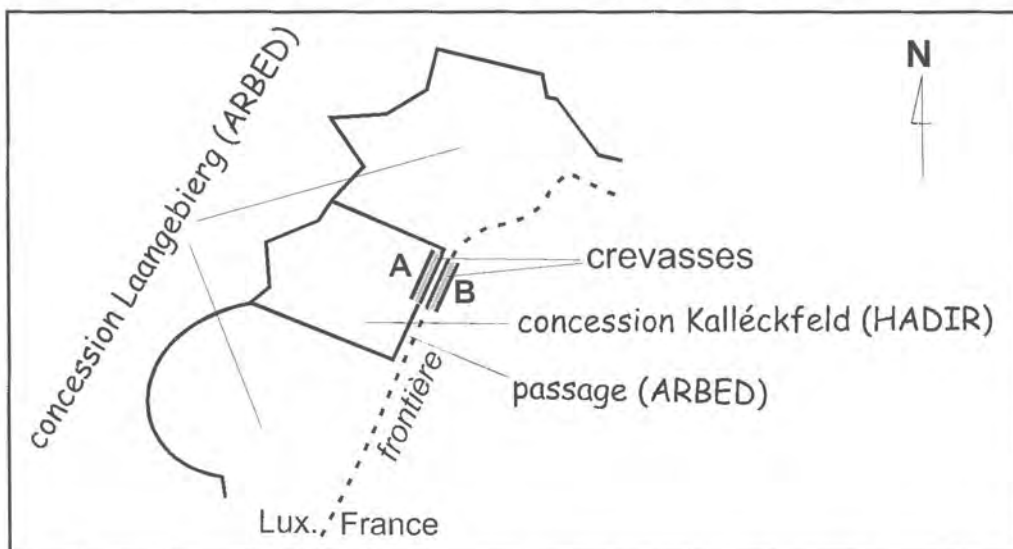 concession Laangebierg (ARBED)
N
A
B
crevasses
concession Kalléckfeld (HADIR)
passage (ARBED)
frontière
Lux., France